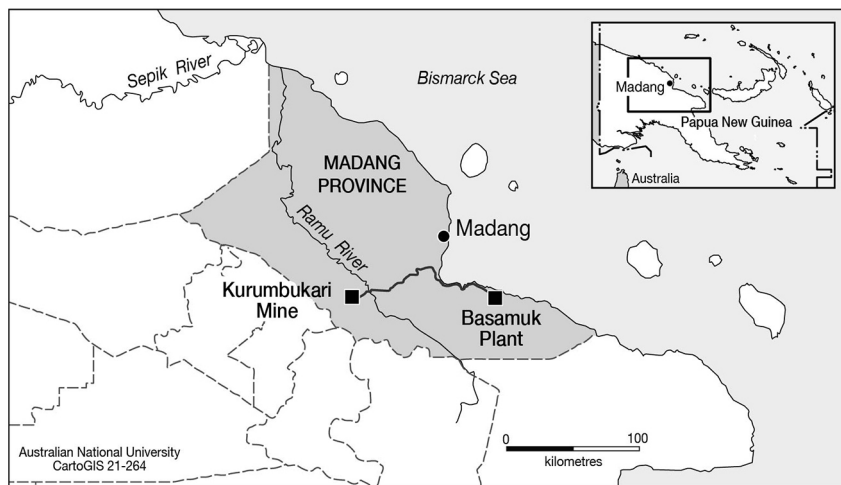 Sepik River
Bismarck Sea
MADANG
PROVINCE
Ramu River
Madang
Kurumbukari
Mine
Basamuk
Plant
Madang
Papua New Guinea
Australia
Australian National University
CartoGIS 21-264
0
100
kilometres